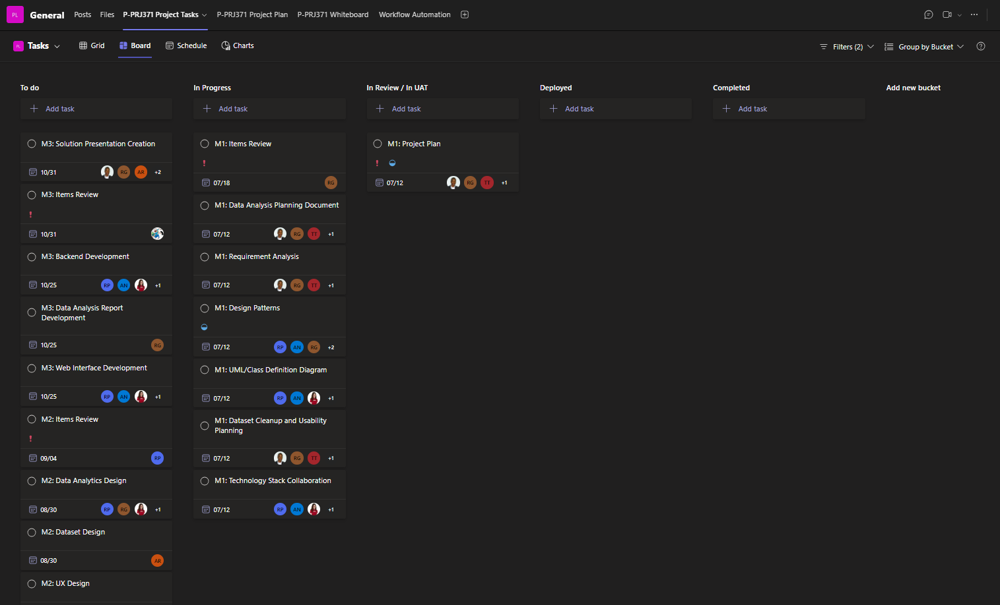 PL General Posts Files P-PRJ371 Project Tasks P-PRJ371 Project Plan P-PRJ371 Whiteboard Workflow Automation
PL Tasks Grid Board Schedule Charts Filters (2) Group by Bucket
To do
Add task
M3: Solution Presentation Creation
10/31 RG AR +2
M3: Items Review
10/31
M3: Backend Development
10/25 RP AN +1
M3: Data Analysis Report
Development
10/25 RG
M3: Web Interface Development
10/25 RP AN +1
M2: Items Review
09/04 RP
M2: Data Analytics Design
08/30 RP RG +1
M2: Dataset Design
08/30 AR
M2: UX Design
In Progress
Add task
M1: Items Review
07/18 RG
M1: Data Analysis Planning Document
07/12 RG TT +1
M1: Requirement Analysis
07/12 RG TT +1
M1: Design Patterns
07/12 RP AN RG +2
M1: UML/Class Definition Diagram
07/12 RP AN +1
M1: Dataset Cleanup and Usability
Planning
07/12 RG TT +1
M1: Technology Stack Collaboration
07/12 RP AN +1
In Review / In UAT
Add task
M1: Project Plan
07/12 RG TT +1
Deployed
Add task
Completed
Add task
Add new bucket